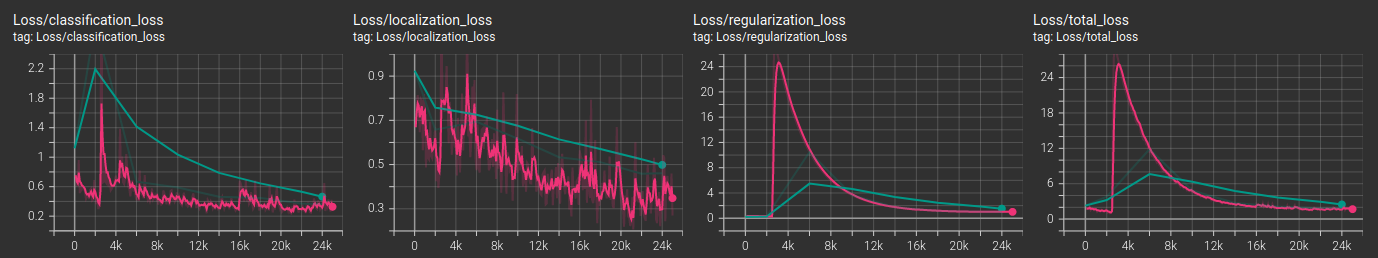 Loss/classification_loss
tag: Loss/classification_loss
2.2
1.8
1.4
1
0.6
0.2
0 4k 8k 12k 16k 20k 24k
Loss/localization_loss
tag: Loss/localization_loss
0.9
0.7
0.5
0.3
0 4k 8k 12k 16k 20k 24k
Loss/regularization_loss
tag: Loss/regularization_loss
24
20
16
12
8
4
0
0 4k 8k 12k 16k 20k 24k
Loss/total_loss
tag: Loss/total_loss
24
18
12
6
0
0 4k 8k 12k 16k 20k 24k